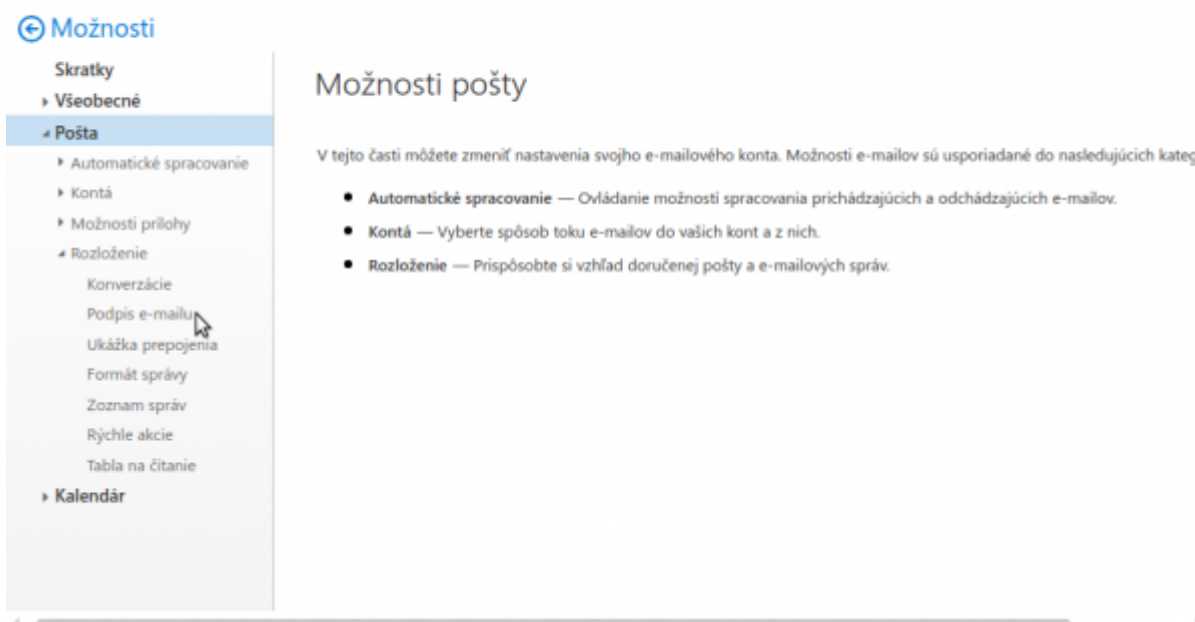 Možnosti
Skratky
Všeobecné
Pošta
Automatické spracovanie
Kontá
Možnosti prílohy
Rozloženie
Konverzácie
Podpis e-mailu
Ukážka prepojenia
Formát správy
Zoznam správ
Rýchle akcie
Tabla na čítanie
Kalendár
Možnosti pošty
V tejto časti môžete zmeniť nastavenia svojho e-mailového konta. Možnosti e-mailov sú usporiadané do nasledujúcich
Automatické spracovanie — Ovládanie možností spracovania prichádzajúcich a odchádzajúcich e-mailov.
Kontá — Vyberte spôsob toku e-mailov do vašich kont a z nich.
Rozloženie — Prispôsobte si vzhľad doručenej pošty a e-mailových správ.